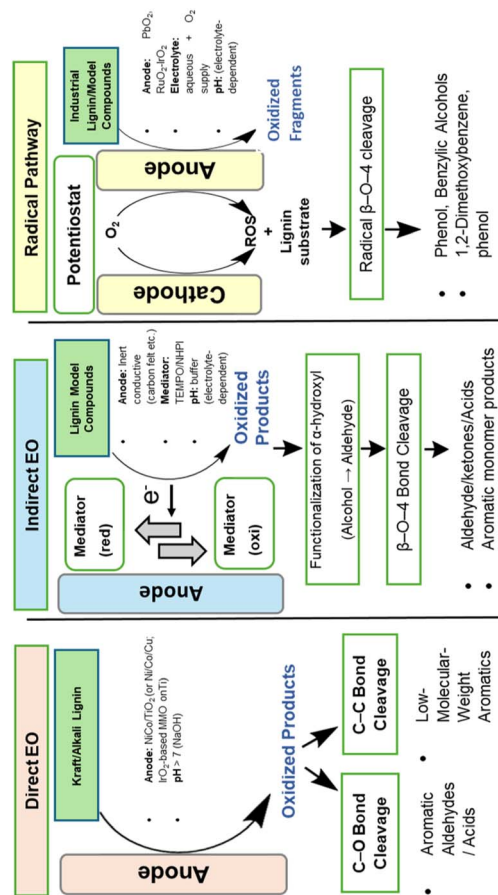 Direct EO
Kraft/Alkali Lignin
Anode: NiCo/TiO₂ (or Ni/Co/Cu;
IrO₂-based MMO onTi)
pH > 7 (NaOH)
Anode
Oxidized Products
C–O Bond
Cleavage
C–C Bond
Cleavage
Aromatic
Aldehydes
/ Acids
Low-
Molecular-
Weight
Aromatics
Indirect EO
Lignin Model
Compounds
Mediator
(red)
Mediator
(oxi)
e⁻
Anode: Inert
conductive
(carbon felt etc.)
Mediator:
TEMPO/NHPI
pH: buffer
(electrolyte-
dependent)
Anode
Oxidized
Products
Functionalization of α-hydroxyl
(Alcohol → Aldehyde)
β–O–4 Bond Cleavage
Aldehyde/ketones/Acids
Aromatic monomer products
Radical Pathway
Potentiostat
Industrial
Lignin/Model
Compounds
O₂
Anode: PbO₂,
RuO₂-IrO₂
Electrolyte:
aqueous + O₂
supply
pH: (electrolyte-
dependent)
Cathode
Anode
ROS
+
Lignin
substrate
Oxidized
Fragments
Radical β–O–4 cleavage
Phenol, Benzylic Alcohols
1,2-Dimethoxybenzene,
phenol